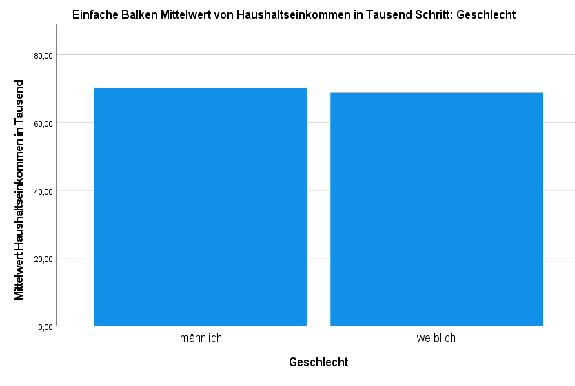 Einfache Balken Mittelwert von Haushaltseinkommen in Tausend Schritt: Geschlecht
Mittelwert Haushaltseinkommen in Tausend
80,00
60,00
40,00
20,00
0,00
männlich
weiblich
Geschlecht